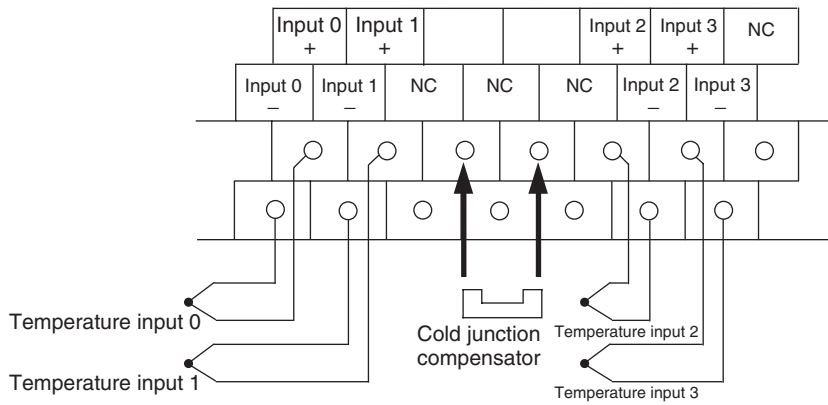 Input 0 Input 1 Input 2 Input 3 NC
+ + + +
Input 0 Input 1 NC NC NC Input 2 Input 3
– – – –
Temperature input 0
Cold junction
compensator
Temperature input 2
Temperature input 1
Temperature input 3